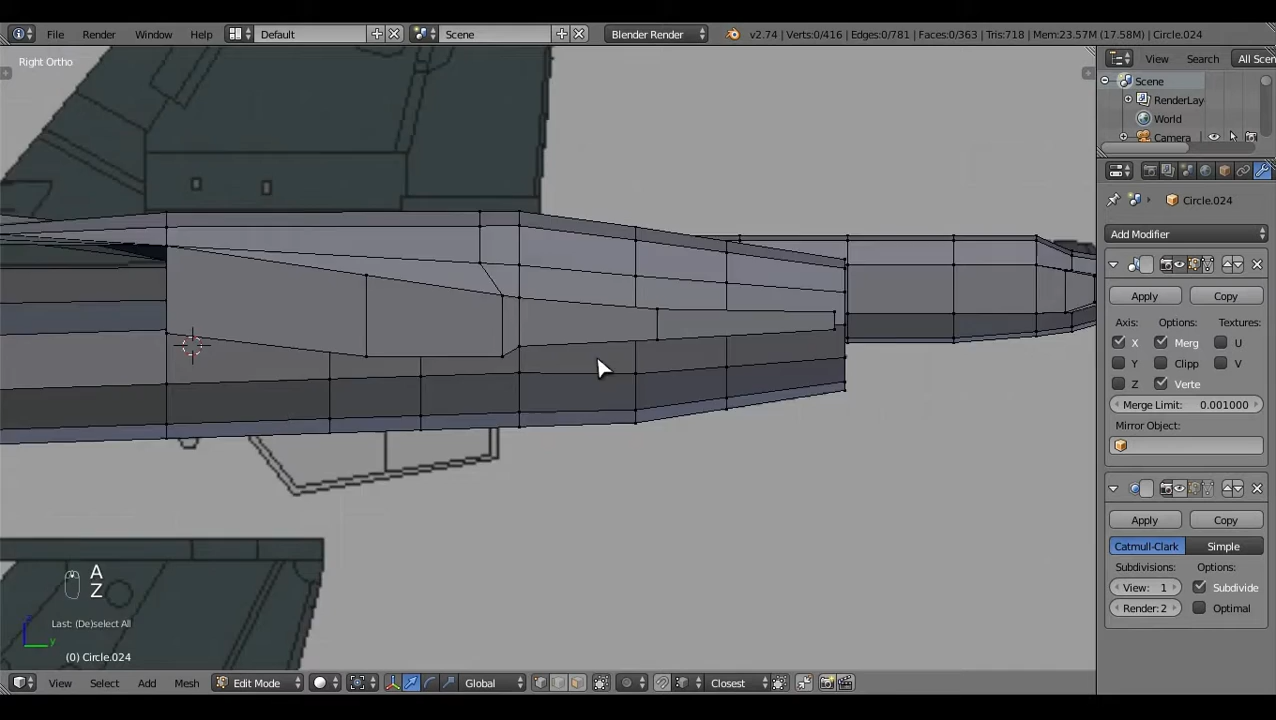 File Render Window Help Default Scene Blender Render v2.74 | Verts:0/416 | Edges:0/781 | Faces:0/363 | Tris:718 | Mem:23.57M (17.58M) | Circle.024
Right Ortho
View Search All Scen
Scene
RenderLay
World
Camera
Circle.024
Add Modifier
Apply Copy
Axis: Options: Textures:
X Merg U
Y Clipp V
Z Verte
Merge Limit: 0.001000
Mirror Object:
Apply Copy
Catmull-Clark Simple
Subdivisions: Options:
View: 1 Subdivide
Render: 2 Optimal
A
Z
Last: (De)select All
z
y
(0) Circle.024
View Select Add Mesh Edit Mode Global Closest